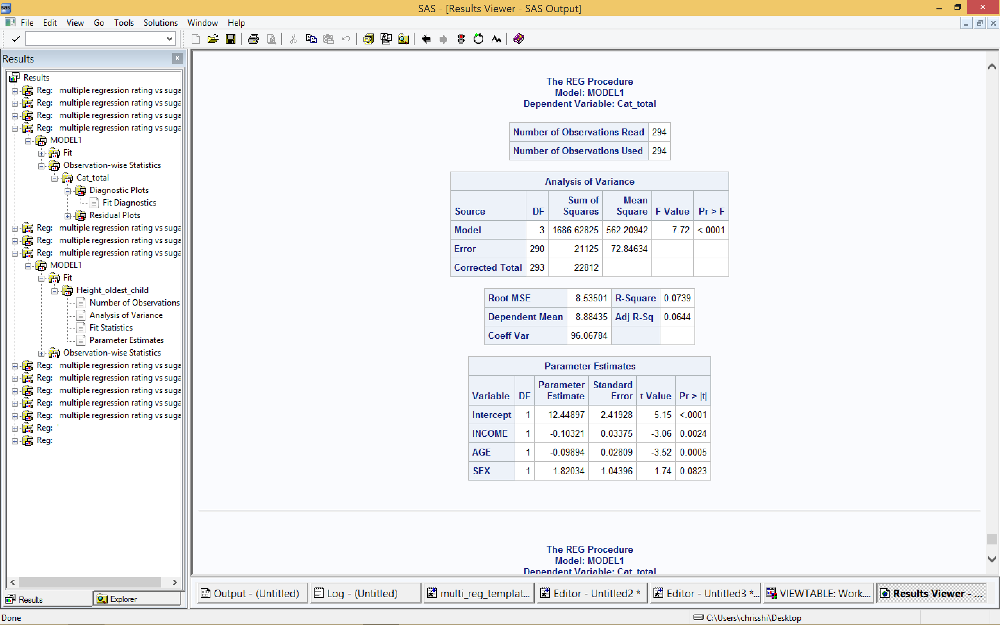 SAS - [Results Viewer - SAS Output]
File Edit View Go Tools Solutions Window Help
Results
Results
Reg: multiple regression rating vs suga
Reg: multiple regression rating vs suga
Reg: multiple regression rating vs suga
Reg: multiple regression rating vs suga
MODEL1
Fit
Observation-wise Statistics
Cat_total
Diagnostic Plots
Fit Diagnostics
Residual Plots
Reg: multiple regression rating vs suga
Reg: multiple regression rating vs suga
Reg: multiple regression rating vs suga
MODEL1
Fit
Height_oldest_child
Number of Observations
Analysis of Variance
Fit Statistics
Parameter Estimates
Observation-wise Statistics
Reg: multiple regression rating vs suga
Reg: multiple regression rating vs suga
Reg: multiple regression rating vs suga
Reg: multiple regression rating vs suga
Reg: multiple regression rating vs suga
Reg: '
Reg:
Results Explorer
The REG Procedure
Model: MODEL1
Dependent Variable: Cat_total
Number of Observations Read 294
Number of Observations Used 294
Analysis of Variance
Source DF Sum of Squares Mean Square F Value Pr > F
Model 3 1686.62825 562.20942 7.72 <.0001
Error 290 21125 72.84634
Corrected Total 293 22812
Root MSE 8.53501 R-Square 0.0739
Dependent Mean 8.88435 Adj R-Sq 0.0644
Coeff Var 96.06784
Parameter Estimates
Variable DF Parameter Estimate Standard Error t Value Pr > |t|
Intercept 1 12.44897 2.41928 5.15 <.0001
INCOME 1 -0.10321 0.03375 -3.06 0.0024
AGE 1 -0.09894 0.02809 -3.52 0.0005
SEX 1 1.82034 1.04396 1.74 0.0823
The REG Procedure
Model: MODEL1
Dependent Variable: Cat_total
Output - (Untitled) Log - (Untitled) multi_reg_templat... Editor - Untitled2 * Editor - Untitled3 *... VIEWTABLE: Work.... Results Viewer - ...
Done C:\Users\chrisshi\Desktop